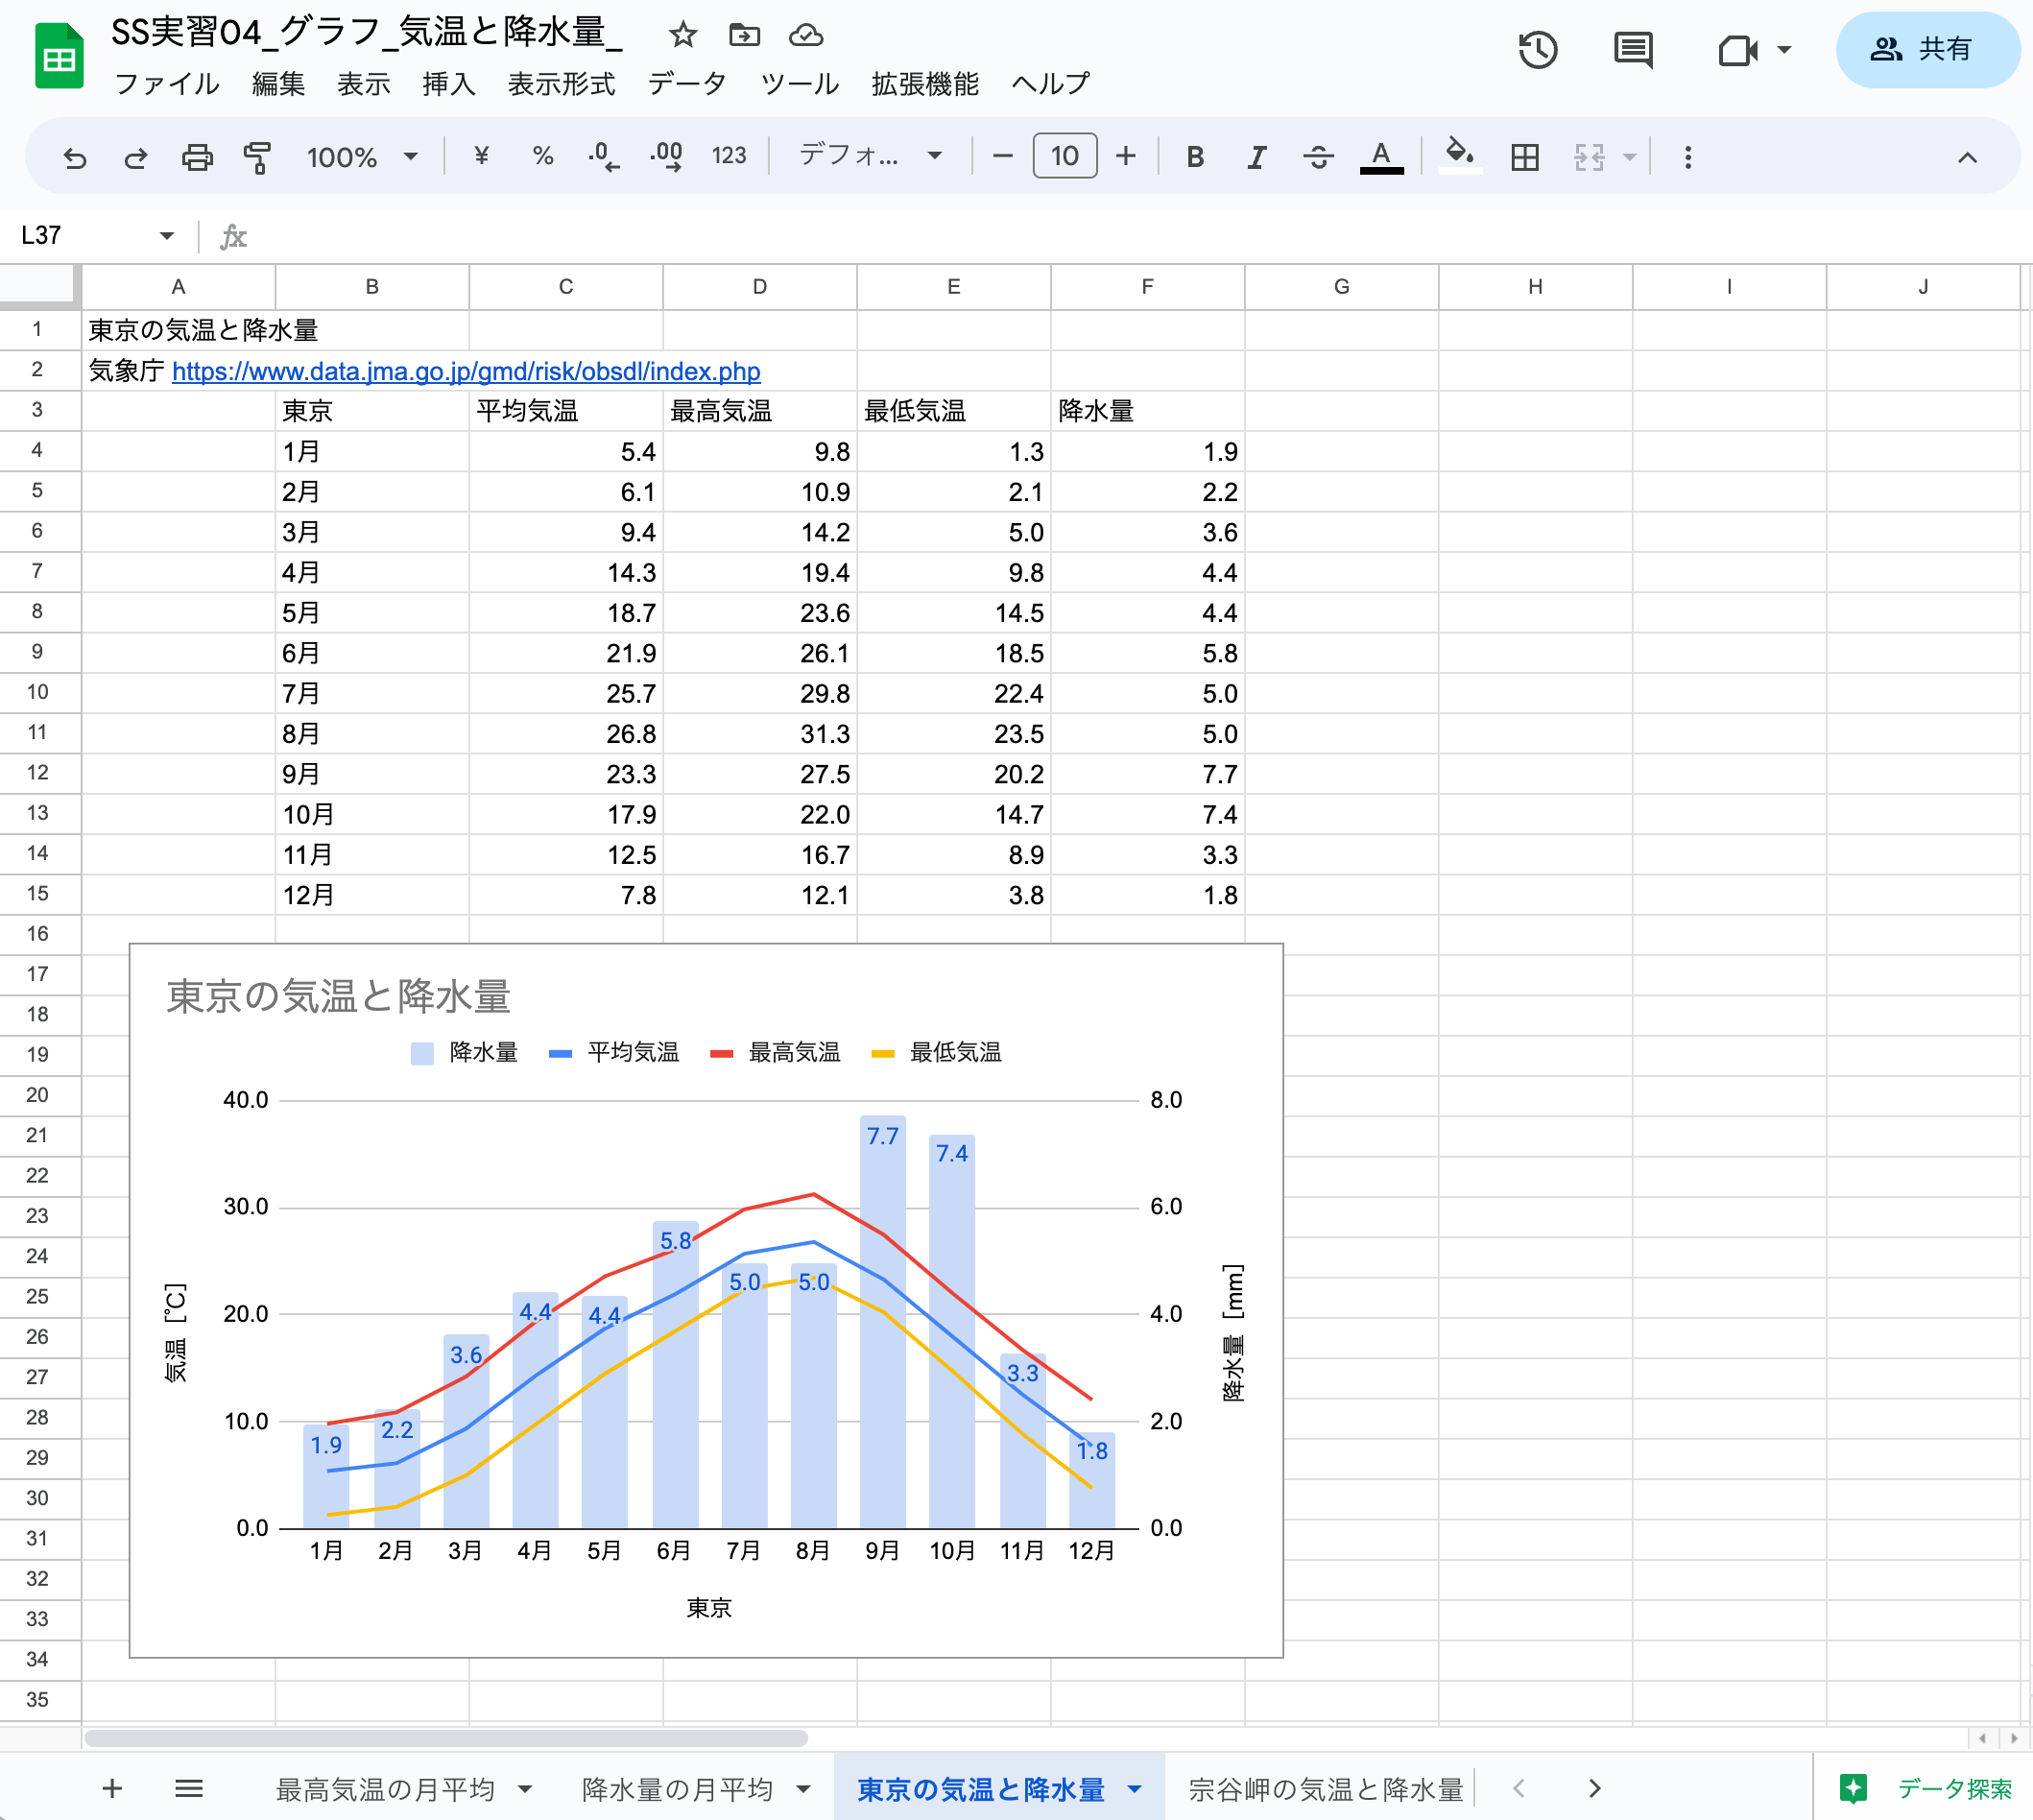 SS実習04_グラフ_気温と降水量_
共有
ファイル 編集 表示 挿入 表示形式 データ ツール 拡張機能 ヘルプ
100% ¥ % .0 .00 123 デフォ... 10 B I A
L37 fx
A B C D E F G H I J
1 東京の気温と降水量
2 気象庁 https://www.data.jma.go.jp/gmd/risk/obsdl/index.php
3 東京 平均気温 最高気温 最低気温 降水量
4 1月 5.4 9.8 1.3 1.9
5 2月 6.1 10.9 2.1 2.2
6 3月 9.4 14.2 5.0 3.6
7 4月 14.3 19.4 9.8 4.4
8 5月 18.7 23.6 14.5 4.4
9 6月 21.9 26.1 18.5 5.8
10 7月 25.7 29.8 22.4 5.0
11 8月 26.8 31.3 23.5 5.0
12 9月 23.3 27.5 20.2 7.7
13 10月 17.9 22.0 14.7 7.4
14 11月 12.5 16.7 8.9 3.3
15 12月 7.8 12.1 3.8 1.8
16
17
18
19
20
21
22
23
24
25
26
27
28
29
30
31
32
33
34
35
東京の気温と降水量
降水量 平均気温 最高気温 最低気温
40.0
30.0
20.0
10.0
0.0
気温 [℃]
1.9 2.2 3.6 4.4 4.4 5.8 5.0 5.0 7.7 7.4 3.3 1.8
8.0
6.0
4.0
2.0
0.0
降水量 [mm]
1月 2月 3月 4月 5月 6月 7月 8月 9月 10月 11月 12月
東京
最高気温の月平均 降水量の月平均 東京の気温と降水量 宗谷岬の気温と降水量 データ探索